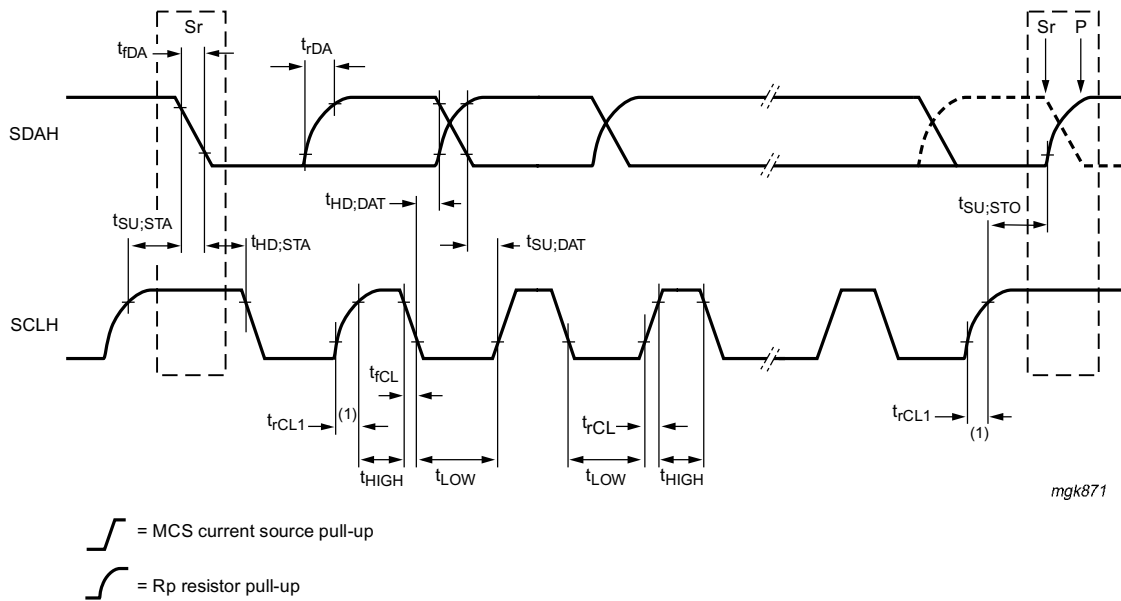 Sr
Sr P
tfDA
trDA
SDAH
tHD;DAT
tSU;STO
tSU;STA
tHD;STA
tSU;DAT
SCLH
tfCL
trCL1
(1)
trCL
trCL1
(1)
tHIGH
tLOW
tLOW
tHIGH
mgk871
= MCS current source pull-up
= Rp resistor pull-up